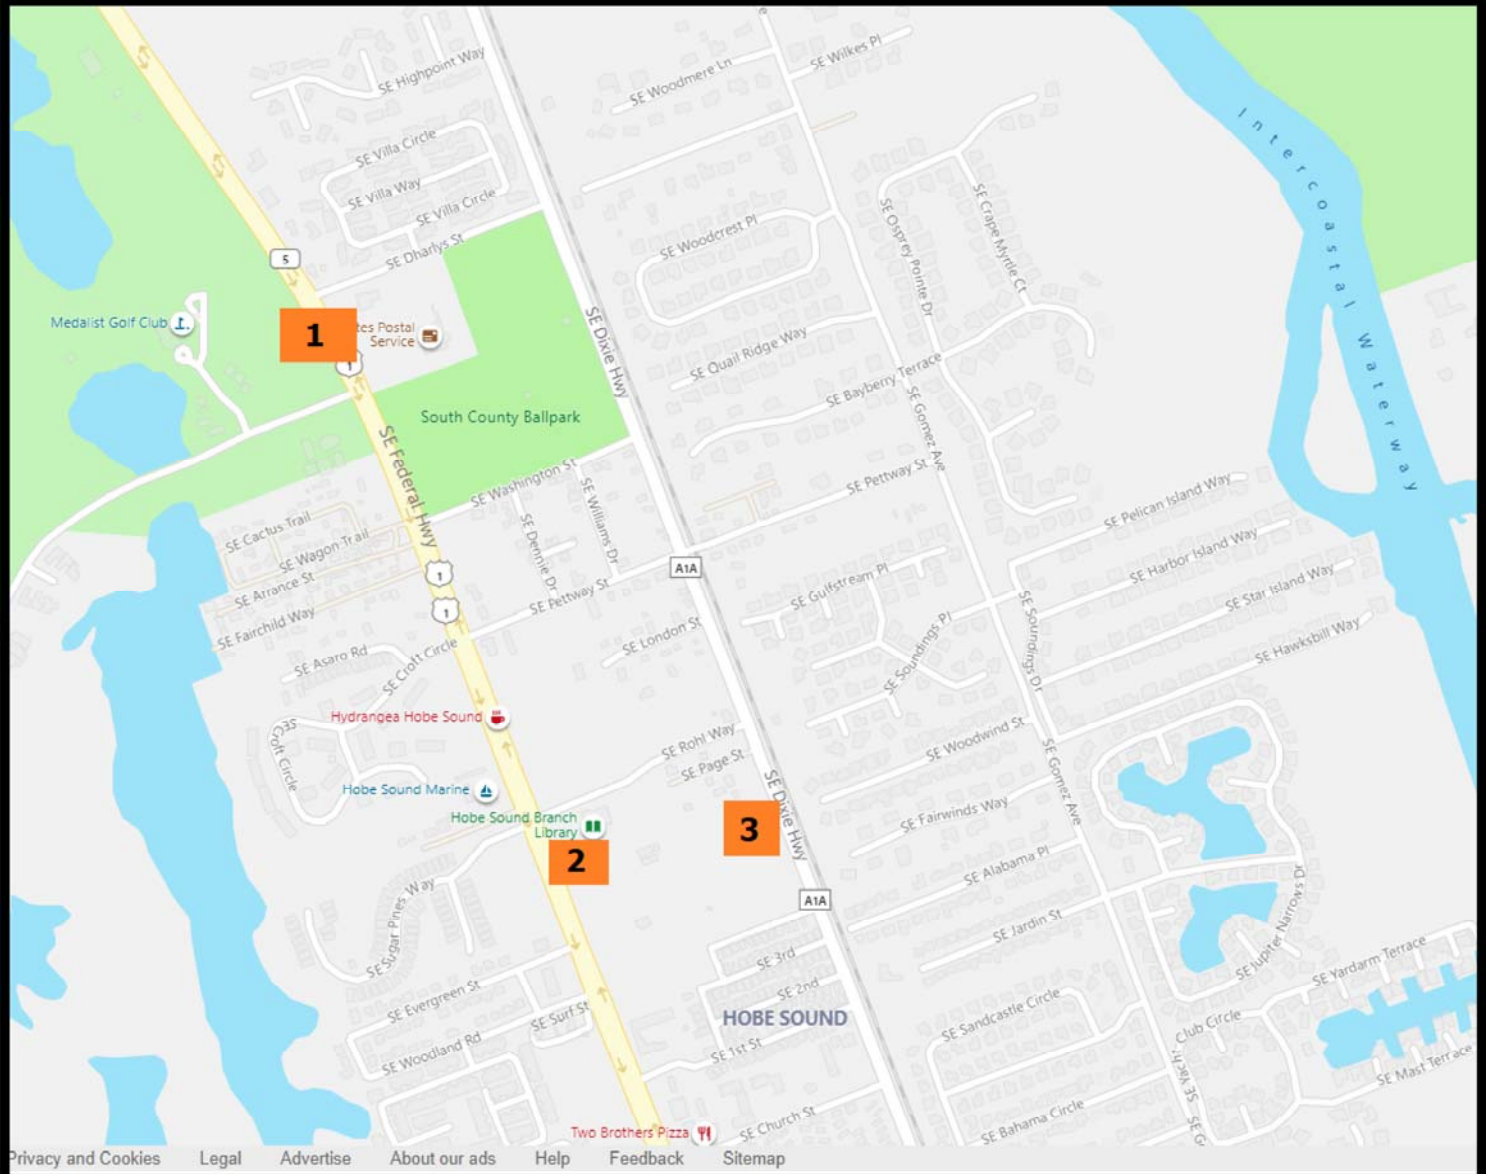 SE Highpoint Way
SE Woodmere Ln
SE Wilkes Pl
Intercoastal Waterway
SE Villa Circle
SE Villa Way
SE Villa Circle
SE Dharlys St
SE Woodcrest Pl
SE Osprey Pointe Dr
SE Crape Myrtle Ct
5
Medalist Golf Club
1
tes Postal
Service
1
SE Dixie Hwy
SE Quail Ridge Way
SE Bayberry Terrace
South County Ballpark
SE Gomez Ave
SE Federal Hwy
SE Washington St
SE Pettway St
SE Pelican Island Way
SE Cactus Trail
SE Wagon Trail
SE Dennie Dr
SE Williams Dr
SE Harbor Island Way
SE Arrance St
1
A1A
SE Gulfstream Pl
SE Star Island Way
SE Fairchild Way
1
SE Pettway St
SE London St
SE Soundings Pl
SE Soundings Dr
SE Hawksbill Way
SE Asaro Rd
SE Croft Circle
Hydrangea Hobe Sound
SE
Croft Circle
SE Rohl Way
SE Page St
SE Woodwind St
SE Gomez Ave
Hobe Sound Marine
SE Dixie Hwy
SE Fairwinds Way
Hobe Sound Branch
Library
2
3
SE Alabama Pl
A1A
SE Sugar Pines Way
SE Jardin St
SE Jupiter Narrows Dr
SE 3rd
SE Yardarm Terrace
SE Evergreen St
SE 2nd
HOBE SOUND
SE Sandcastle Circle
Club Circle
SE Surf St
SE Woodland Rd
SE 1st St
SE Yach
SE Mast Terrace
SE G
Two Brothers Pizza
SE Church St
SE Bahama Circle
Privacy and Cookies Legal Advertise About our ads Help Feedback Sitemap